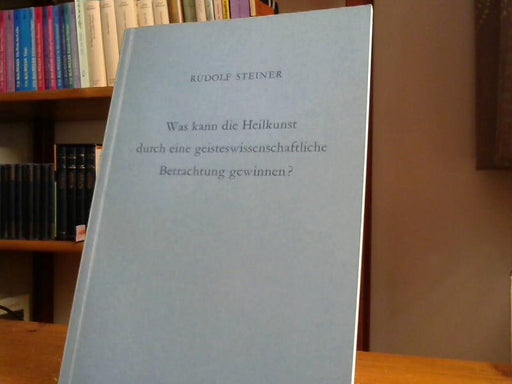 RUDOLF STEINER
Was kann die Heilkunst
durch eine geisteswissenschaftliche
Betrachtung gewinnen?